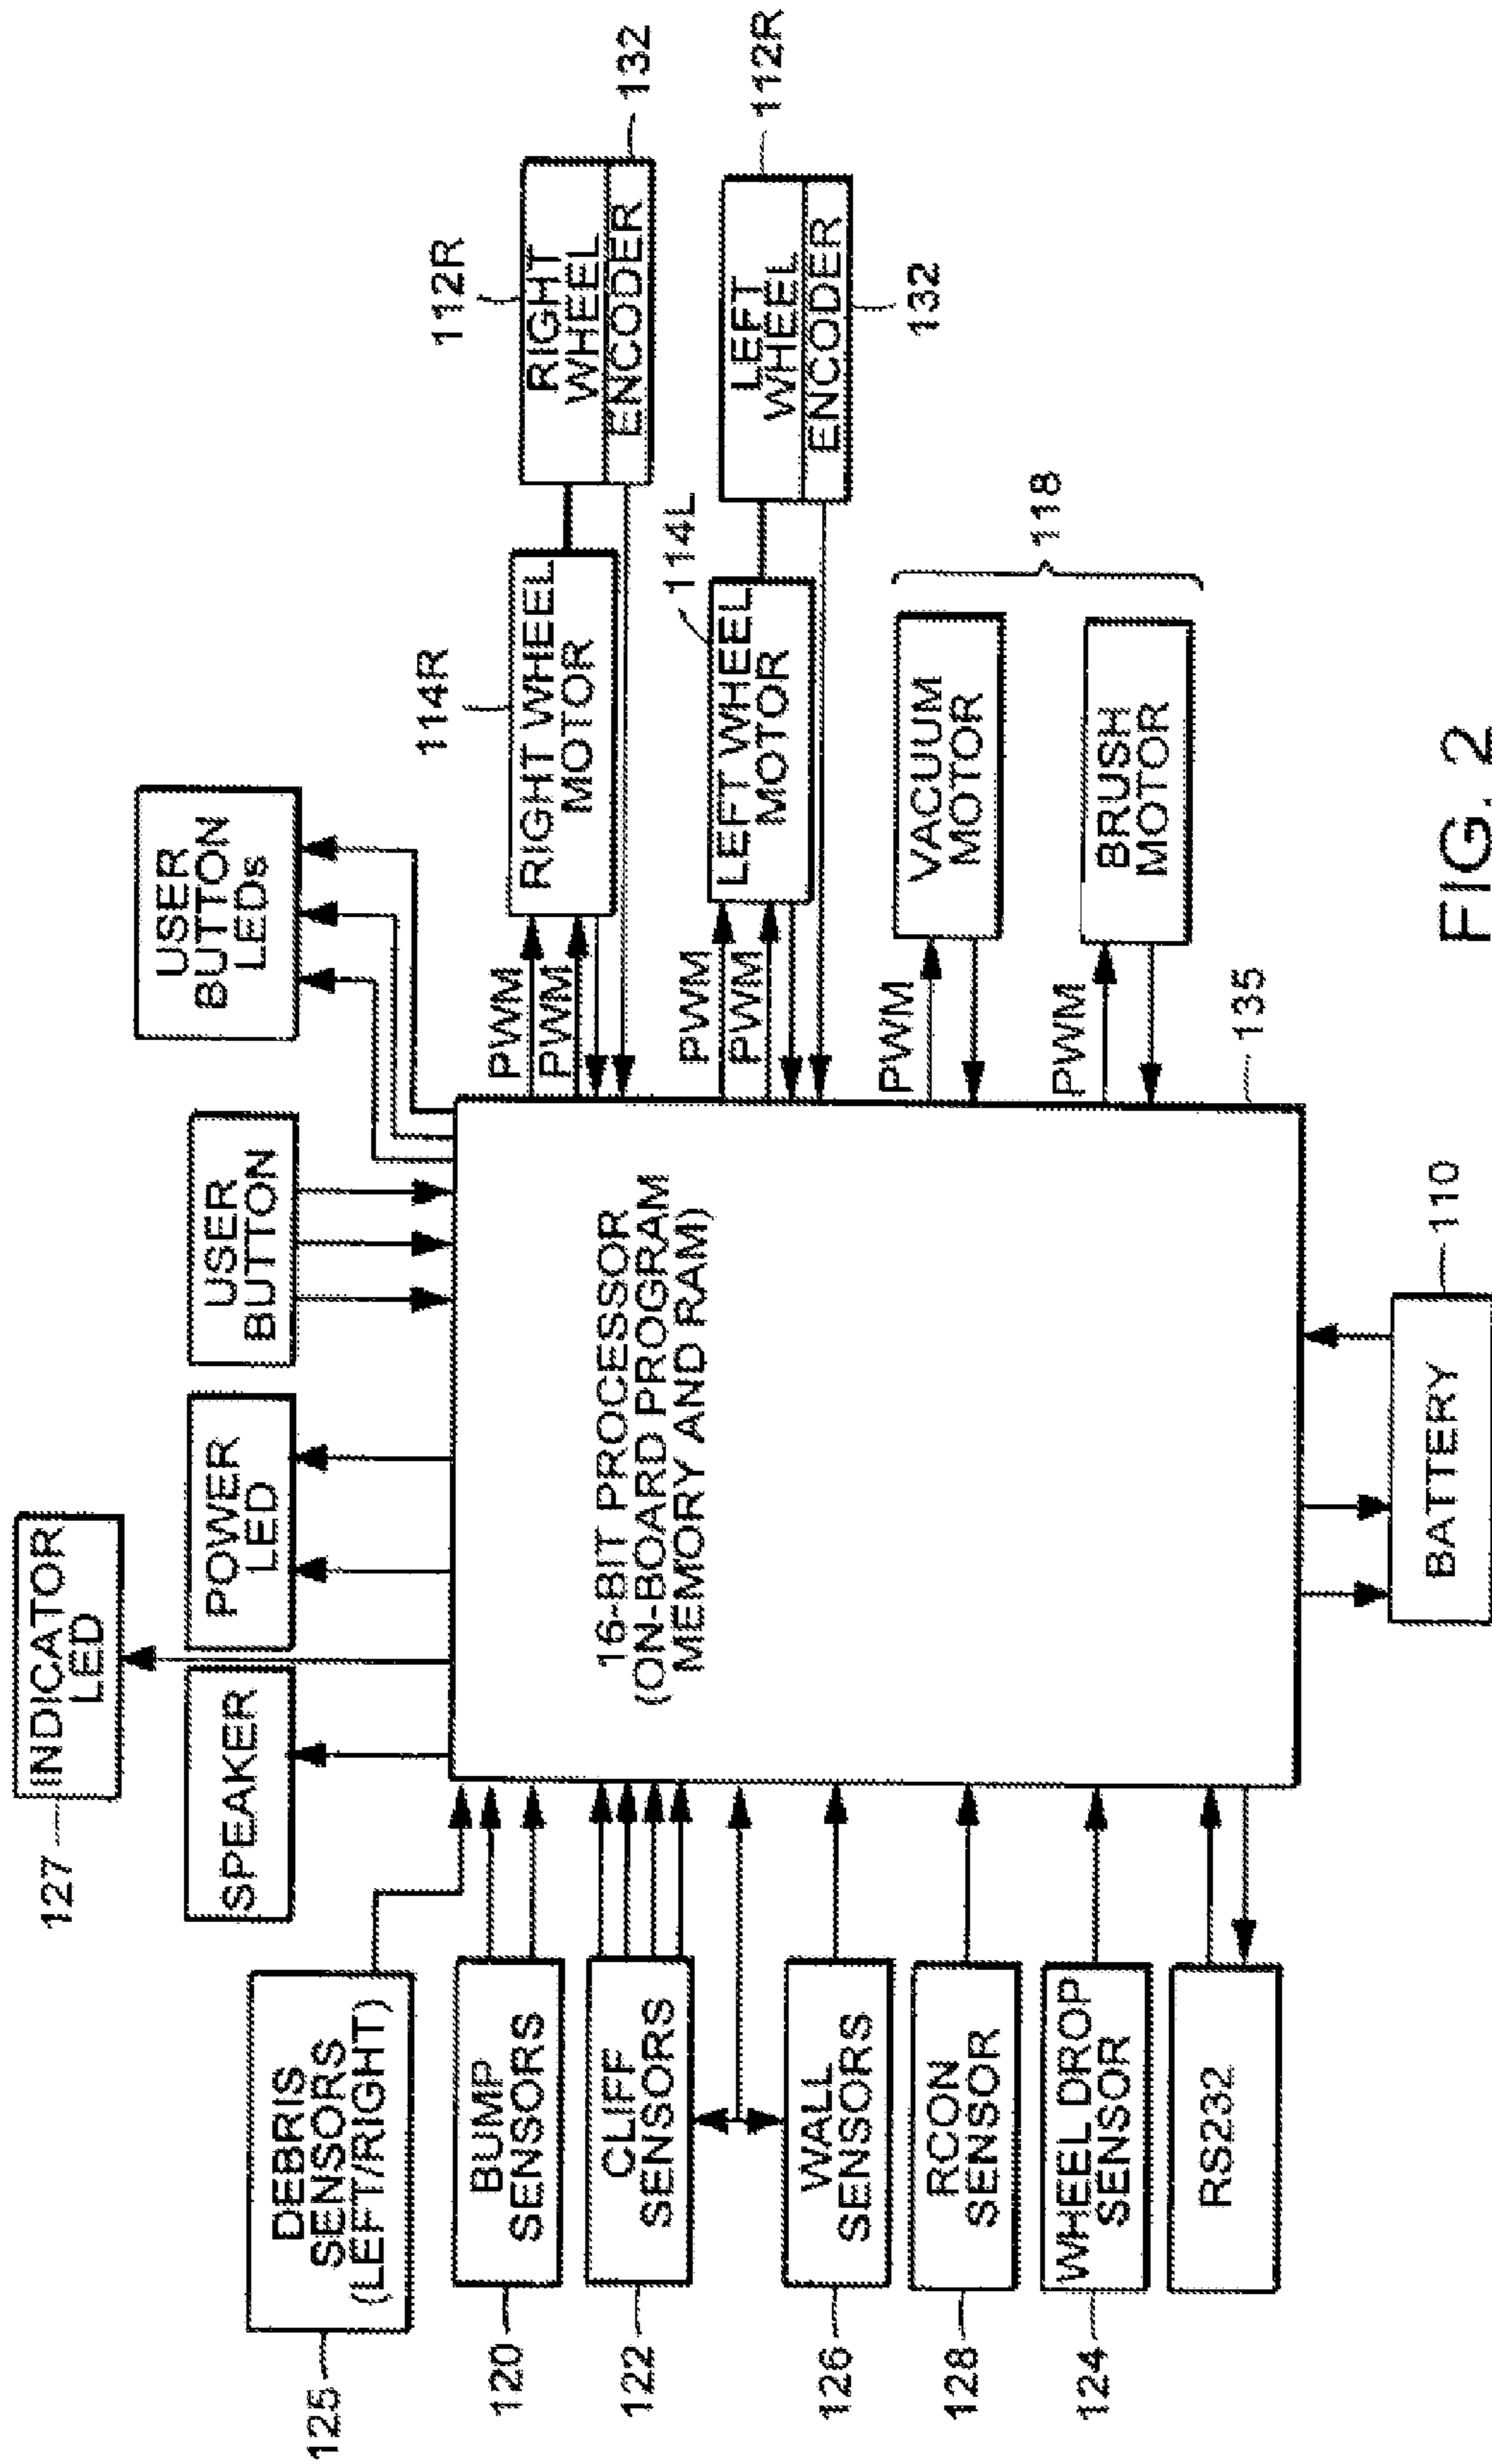 127
INDICATOR
LED
SPEAKER
POWER
LED
USER
BUTTON
USER
BUTTON
LEDs
125
DEBRIS
SENSORS
(LEFT/RIGHT)
120
BUMP
SENSORS
122
CLIFF
SENSORS
126
WALL
SENSORS
128
RCON
SENSOR
124
WHEEL DROP
SENSOR
RS232
16-BIT PROCESSOR
(ON-BOARD PROGRAM
MEMORY AND RAM)
135
BATTERY
110
PWM
PWM
114R
RIGHT WHEEL
MOTOR
112R
RIGHT
WHEEL
ENCODER
132
PWM
PWM
114L
LEFT WHEEL
MOTOR
112R
LEFT
WHEEL
ENCODER
132
PWM
VACUUM
MOTOR
118
PWM
BRUSH
MOTOR
FIG. 2